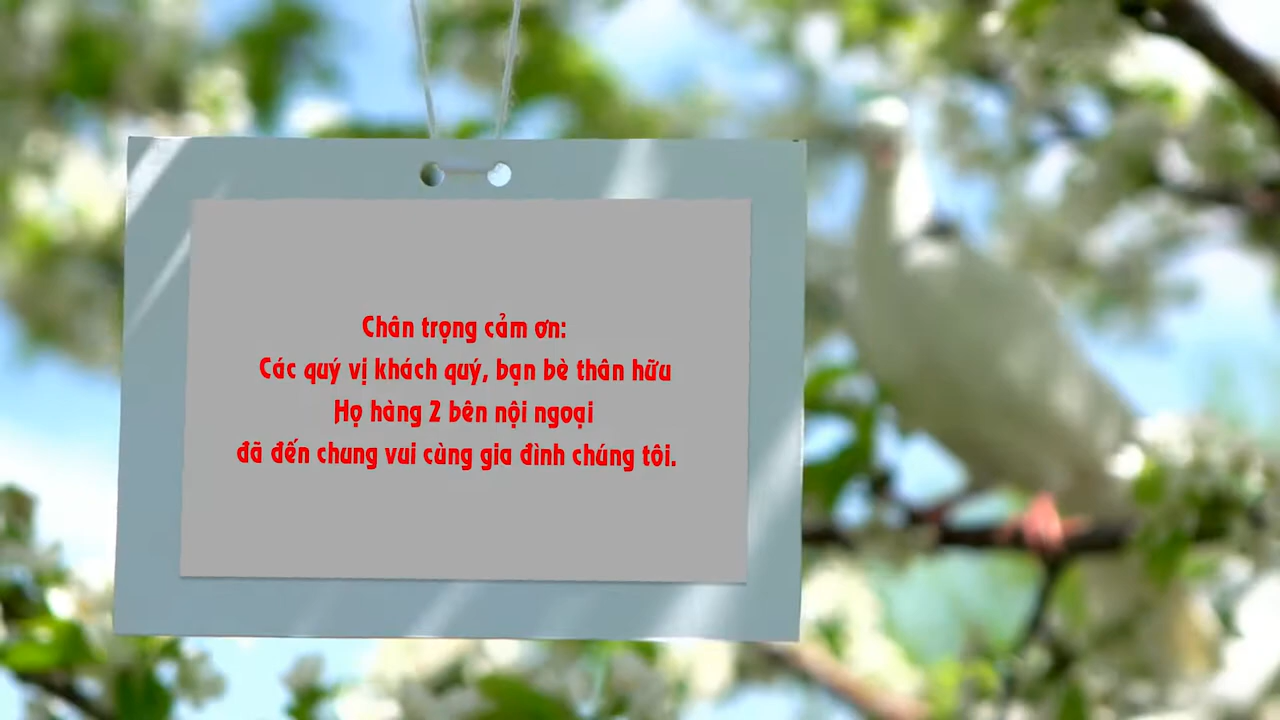 Chân trọng cảm ơn:
Các quý vị khách quý, bạn bè thân hữu
Họ hàng 2 bên nội ngoại
đã đến chung vui cùng gia đình chúng tôi.